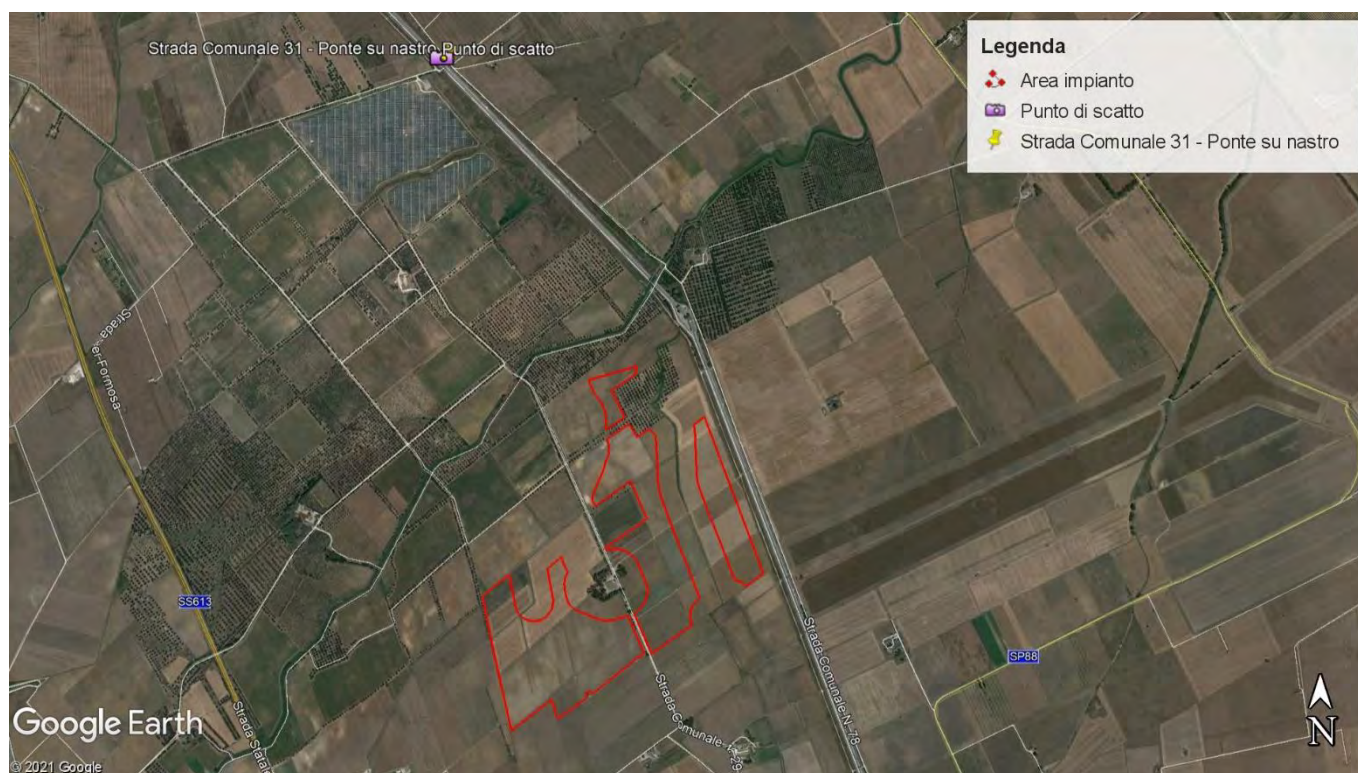 Strada Comunale 31 - Ponte su nastro Punto di scatto
Legenda
Area impianto
Punto di scatto
Strada Comunale 31 - Ponte su nastro
Strada
er Formosa
SS613
SP88
Strada Comunale N 78
Strada Comunale
Strada Statale
Google Earth
N
© 2021 Google